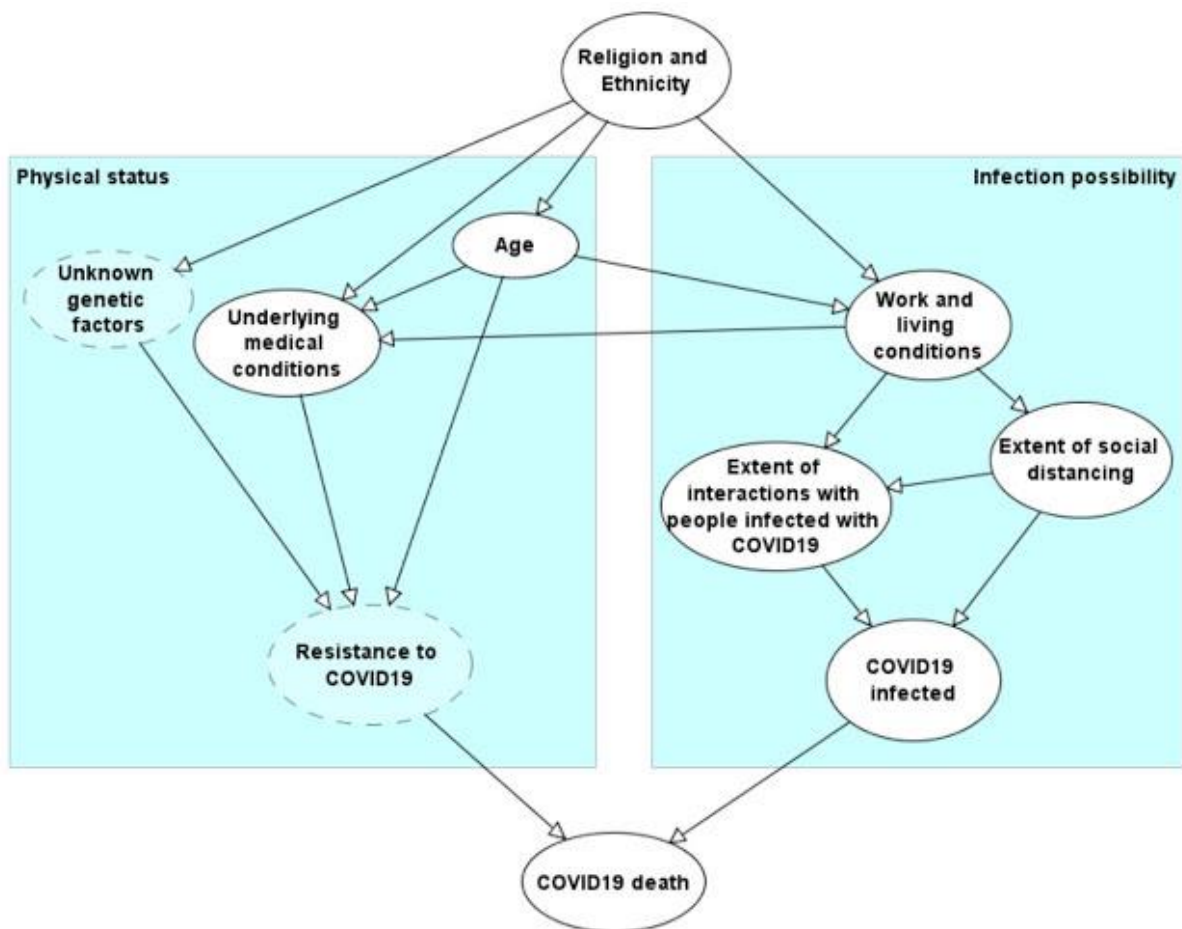 Religion and
Ethnicity
Physical status
Infection possibility
Age
Unknown
genetic
factors
Underlying
medical
conditions
Work and
living
conditions
Extent of social
distancing
Extent of
interactions with
people infected with
COVID19
Resistance to
COVID19
COVID19
infected
COVID19 death